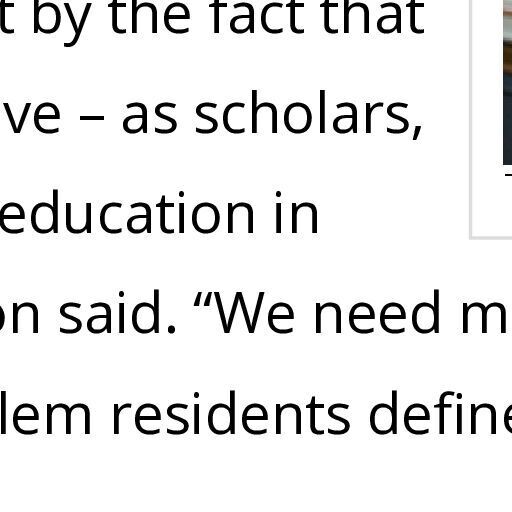 t by the fact that
ve – as scholars,
education in
on said. “We need m
lem residents define